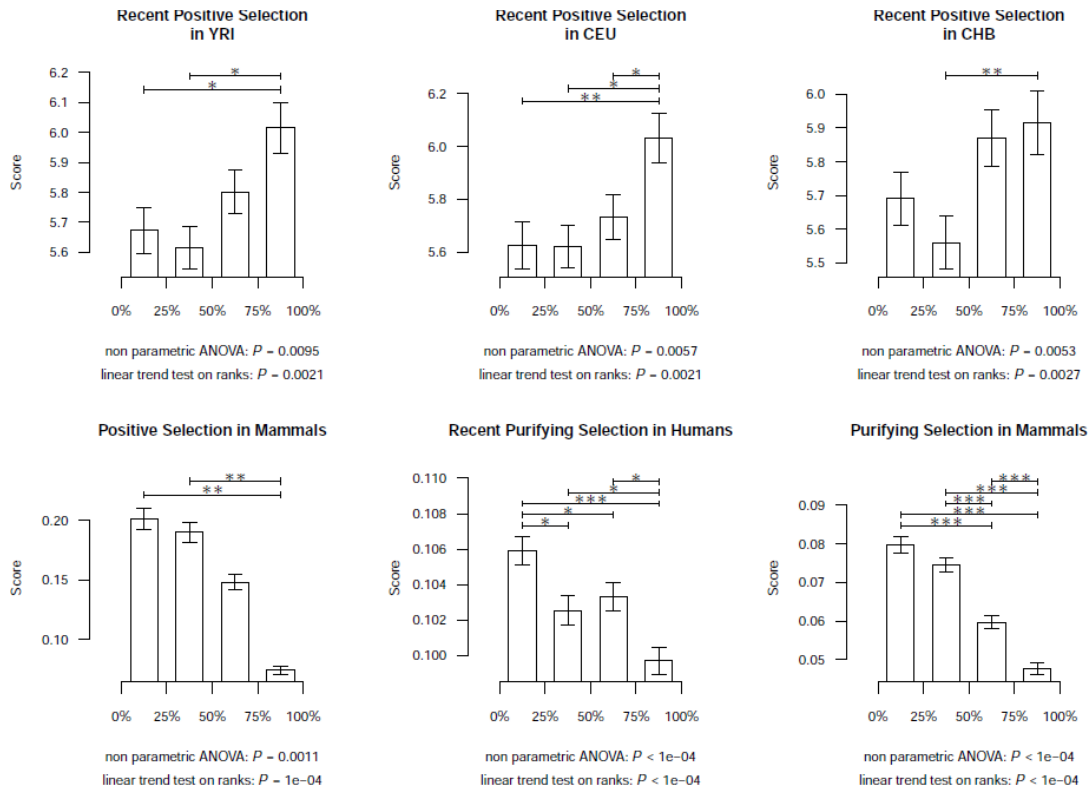 Recent Positive Selection
in YRI
Score
6.2
6.1
6.0
5.9
5.8
5.7
5.6
*
*
0%
25%
50%
75%
100%
non parametric ANOVA: P = 0.0095
linear trend test on ranks: P = 0.0021
Recent Positive Selection
in CEU
Score
6.2
6.0
5.8
5.6
*
*
**
0%
25%
50%
75%
100%
non parametric ANOVA: P = 0.0057
linear trend test on ranks: P = 0.0021
Recent Positive Selection
in CHB
Score
6.0
5.9
5.8
5.7
5.6
5.5
**
0%
25%
50%
75%
100%
non parametric ANOVA: P = 0.0053
linear trend test on ranks: P = 0.0027
Positive Selection in Mammals
Score
0.20
0.15
0.10
**
**
0%
25%
50%
75%
100%
non parametric ANOVA: P = 0.0011
linear trend test on ranks: P = 1e−04
Recent Purifying Selection in Humans
Score
0.110
0.108
0.106
0.104
0.102
0.100
*
*
***
*
*
0%
25%
50%
75%
100%
non parametric ANOVA: P < 1e−04
linear trend test on ranks: P < 1e−04
Purifying Selection in Mammals
Score
0.09
0.08
0.07
0.06
0.05
***
***
***
***
***
0%
25%
50%
75%
100%
non parametric ANOVA: P < 1e−04
linear trend test on ranks: P < 1e−04